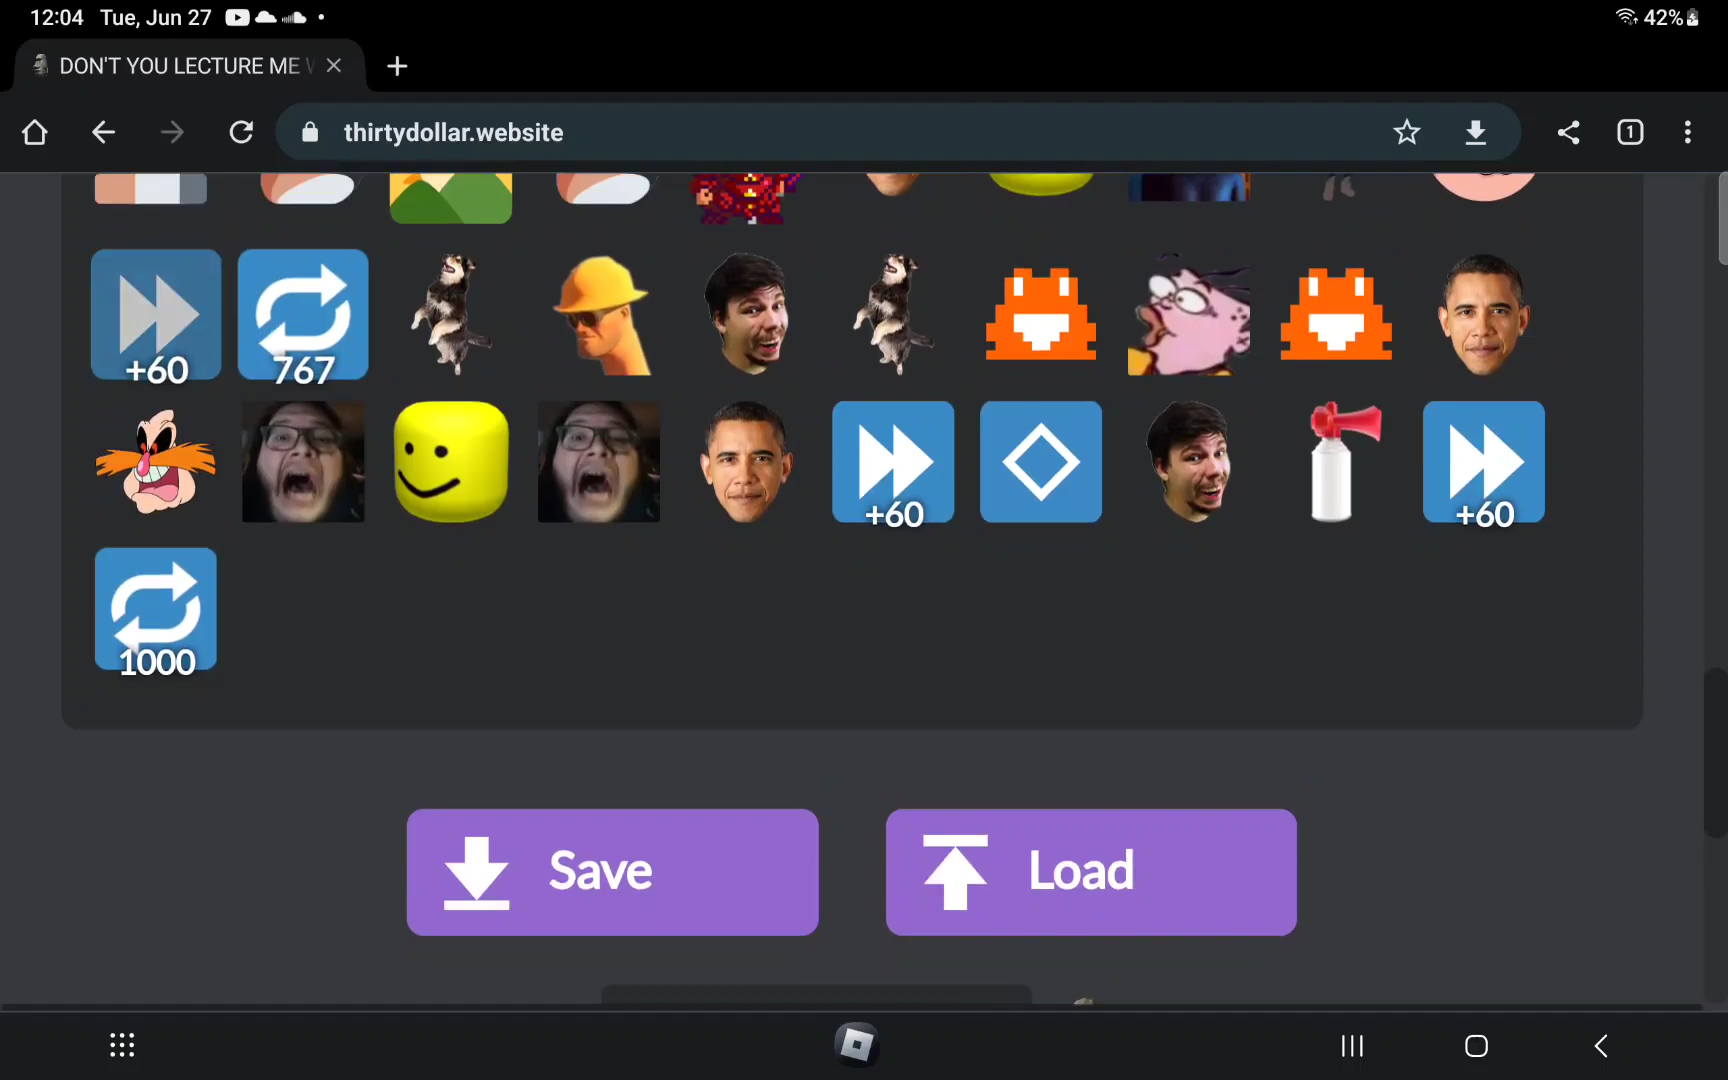 12:04 Tue, Jun 27 42%
DON'T YOU LECTURE ME
thirtydollar.website 1
+60 767
+60 +60
1000
Save Load